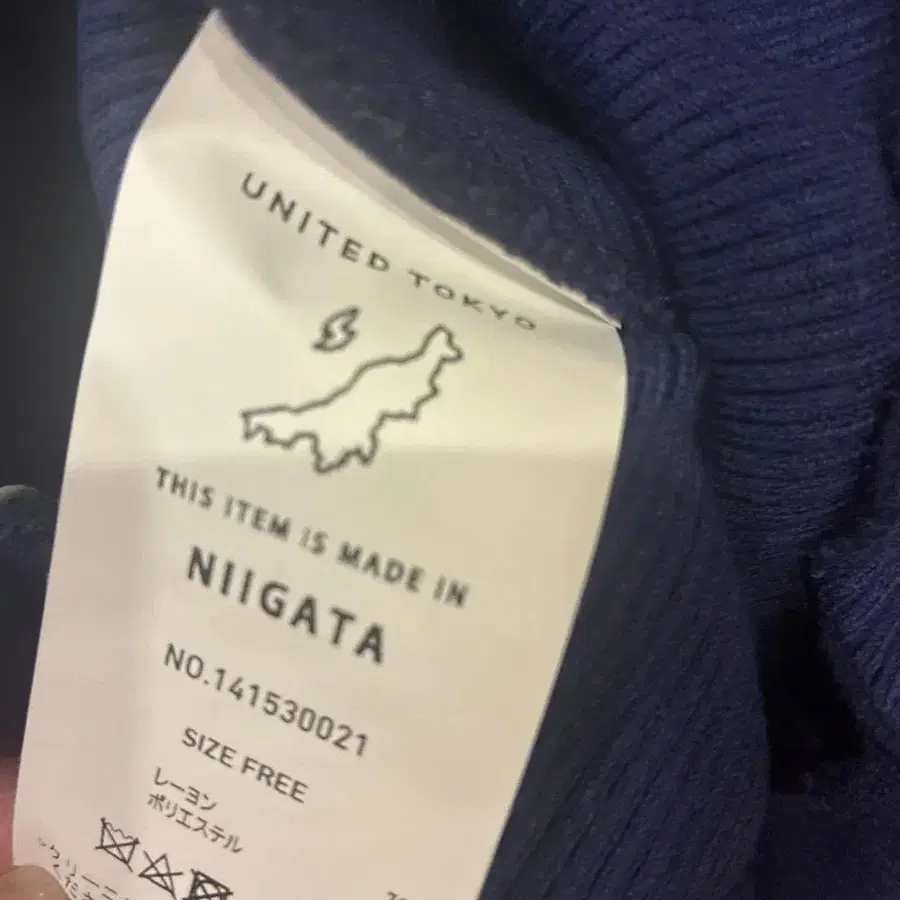 UNITED TOKYO
THIS ITEM IS MADE IN
NIIGATA
NO.141530021
SIZE FREE
レーヨン
ポリエステル